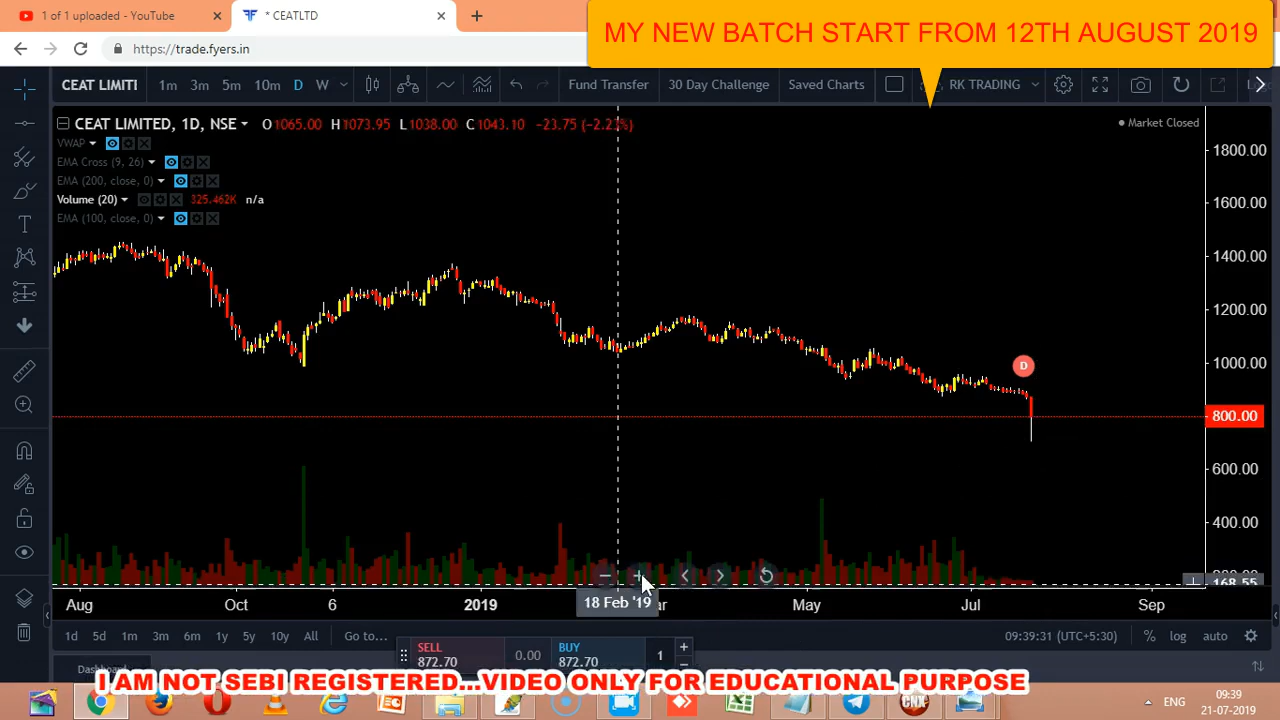 1 of 1 uploaded - YouTube
* CEATLTD
MY NEW BATCH START FROM 12TH AUGUST 2019
https://trade.fyers.in
CEAT LIMITI 1m 3m 5m 10m D W Fund Transfer 30 Day Challenge Saved Charts RK TRADING
CEAT LIMITED, 1D, NSE O1065.00 H1073.95 L1038.00 C1043.10 -23.75 (-2.23%)
Market Closed
VWAP
EMA Cross (9, 26)
EMA (200, close, 0)
Volume (20) 325.462K n/a
EMA (100, close, 0)
1800.00
1600.00
1400.00
1200.00
1000.00
D
800.00
600.00
400.00
168.55
Aug Oct 6 2019 18 Feb '19 May Jul Sep
1d 5d 1m 3m 6m 1y 5y 10y All Go to... 09:39:31 (UTC+5:30) % log auto
SELL 872.70 0.00 BUY 872.70 1
I AM NOT SEBI REGISTERED...VIDEO ONLY FOR EDUCATIONAL PURPOSE
CNX
ENG
09:39
21-07-2019